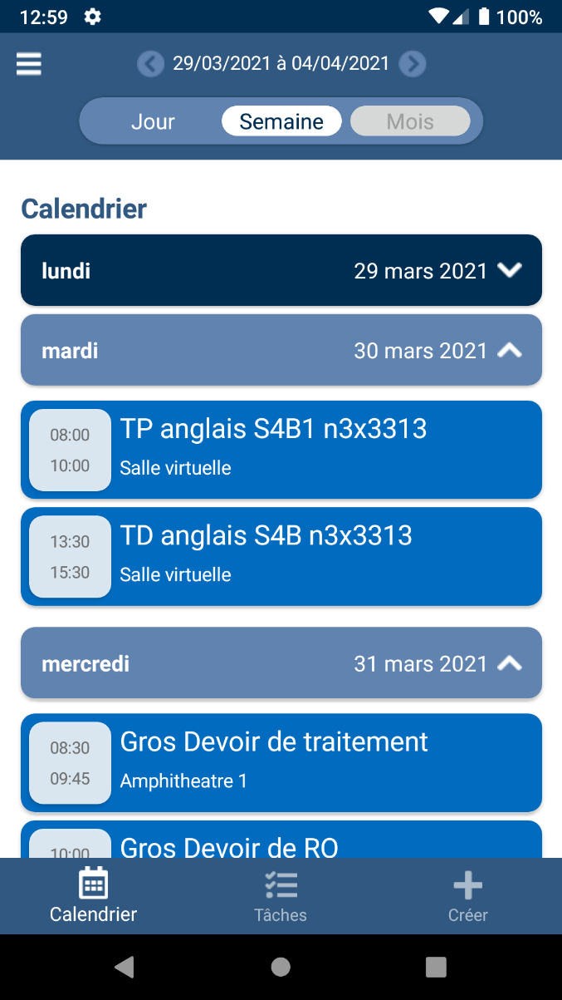 12:59 100%
29/03/2021 à 04/04/2021
Jour Semaine Mois
Calendrier
lundi 29 mars 2021
mardi 30 mars 2021
08:00
10:00
TP anglais S4B1 n3x3313
Salle virtuelle
13:30
15:30
TD anglais S4B n3x3313
Salle virtuelle
mercredi 31 mars 2021
08:30
09:45
Gros Devoir de traitement
Amphitheatre 1
10:00
Gros Devoir de RO
Calendrier Tâches Créer